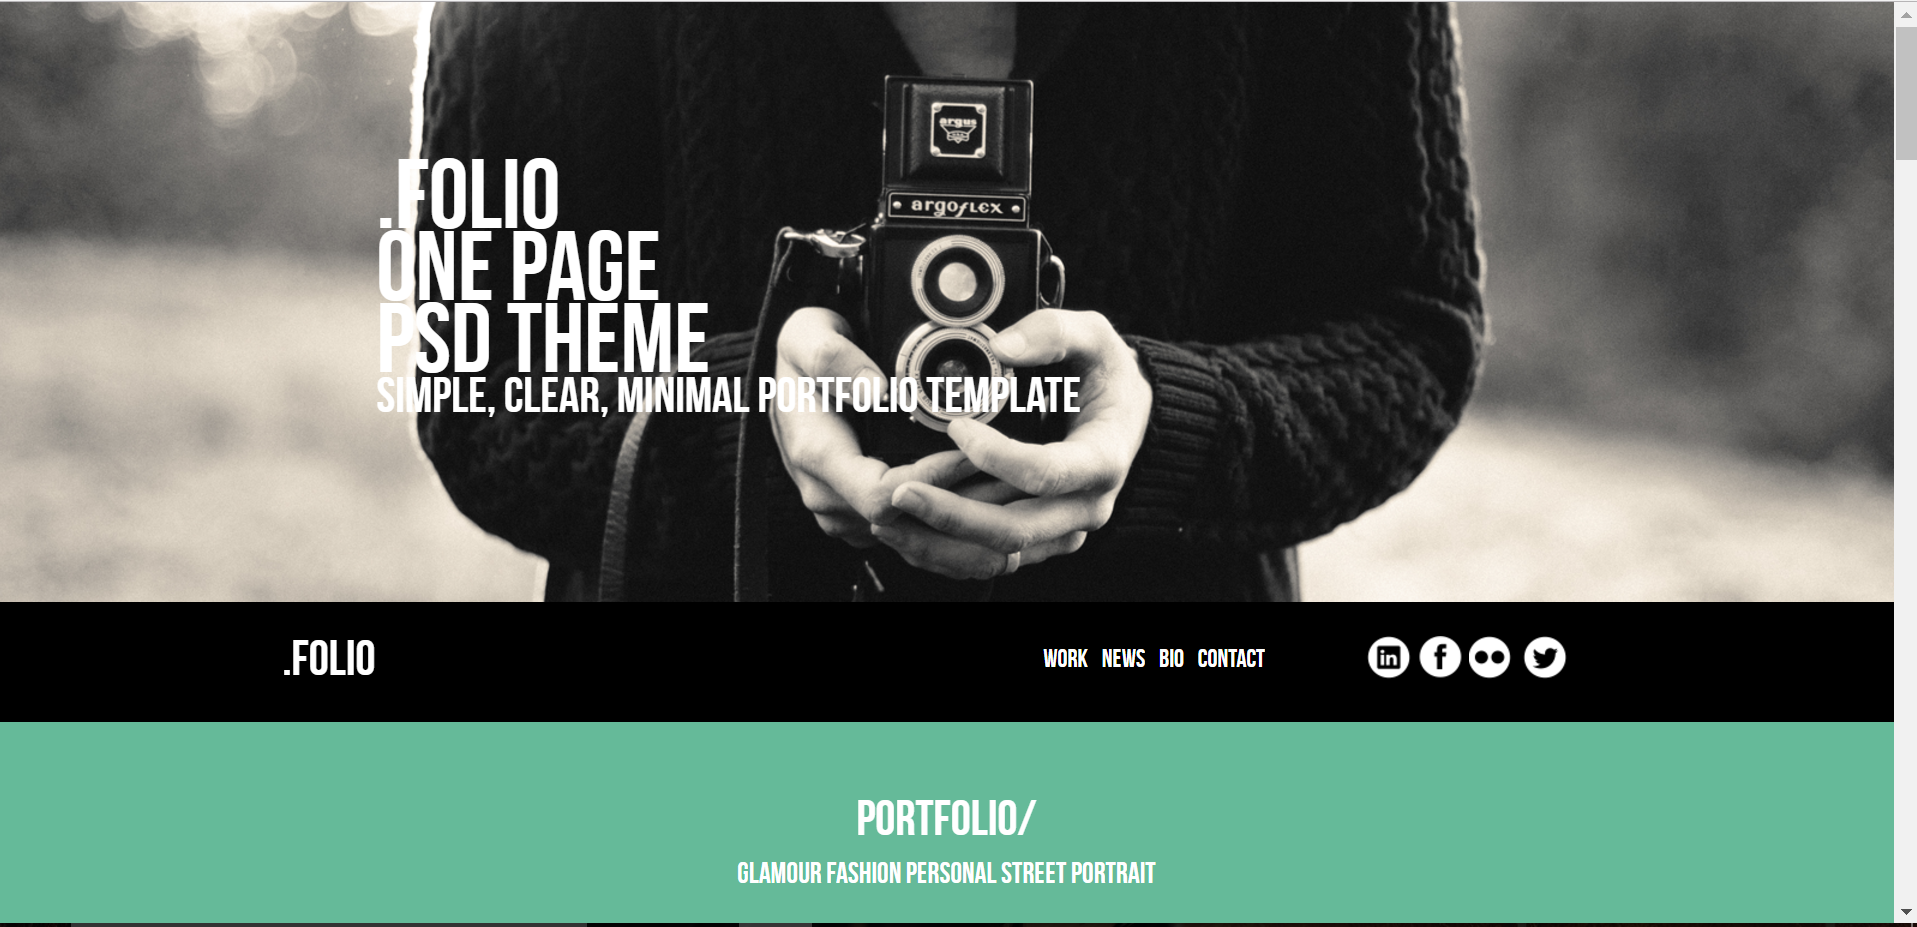 argus
argoflex
.FOLIO
ONE PAGE
PSD THEME
SIMPLE, CLEAR, MINIMAL PORTFOLIO TEMPLATE
.FOLIO
WORK NEWS BIO CONTACT
in f
PORTFOLIO/
GLAMOUR FASHION PERSONAL STREET PORTRAIT